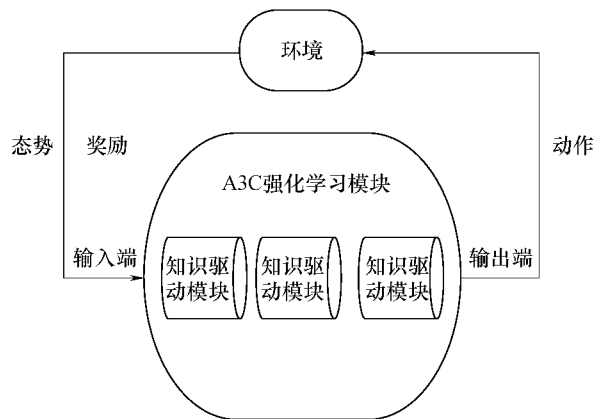 环境
态势
奖励
动作
A3C强化学习模块
输入端
知识驱
动模块
知识驱
动模块
知识驱
动模块
输出端